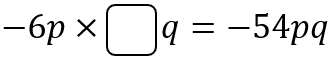 −6p × □q = −54pq